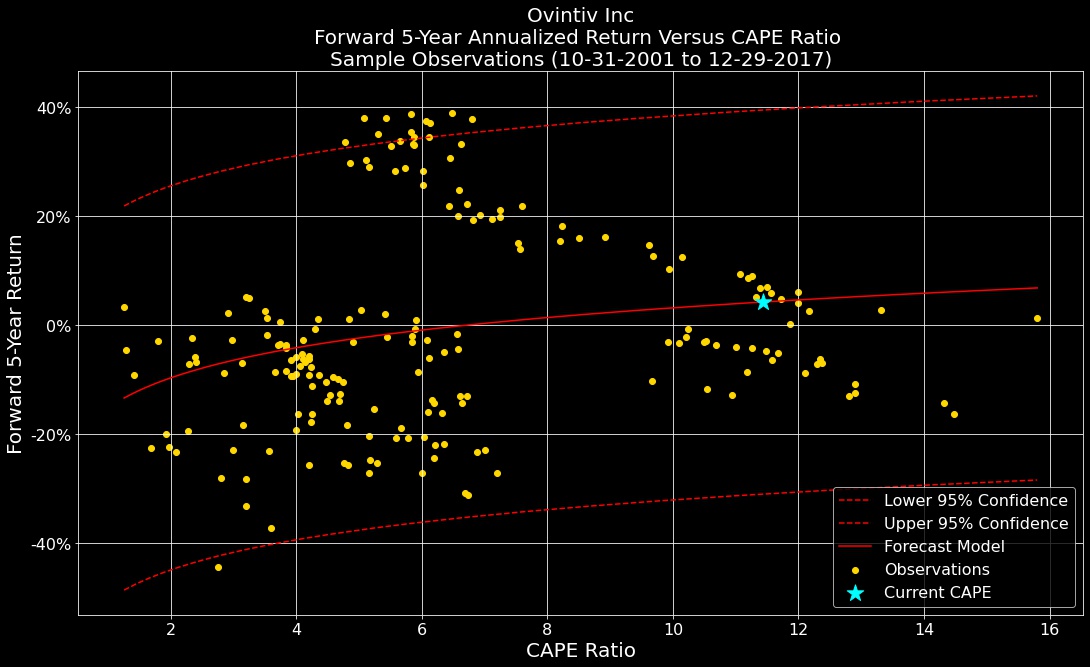 Ovintiv Inc
Forward 5-Year Annualized Return Versus CAPE Ratio
Sample Observations (10-31-2001 to 12-29-2017)
Forward 5-Year Return
40%
20%
0%
-20%
-40%
2 4 6 8 10 12 14 16
CAPE Ratio
Lower 95% Confidence
Upper 95% Confidence
Forecast Model
Observations
Current CAPE